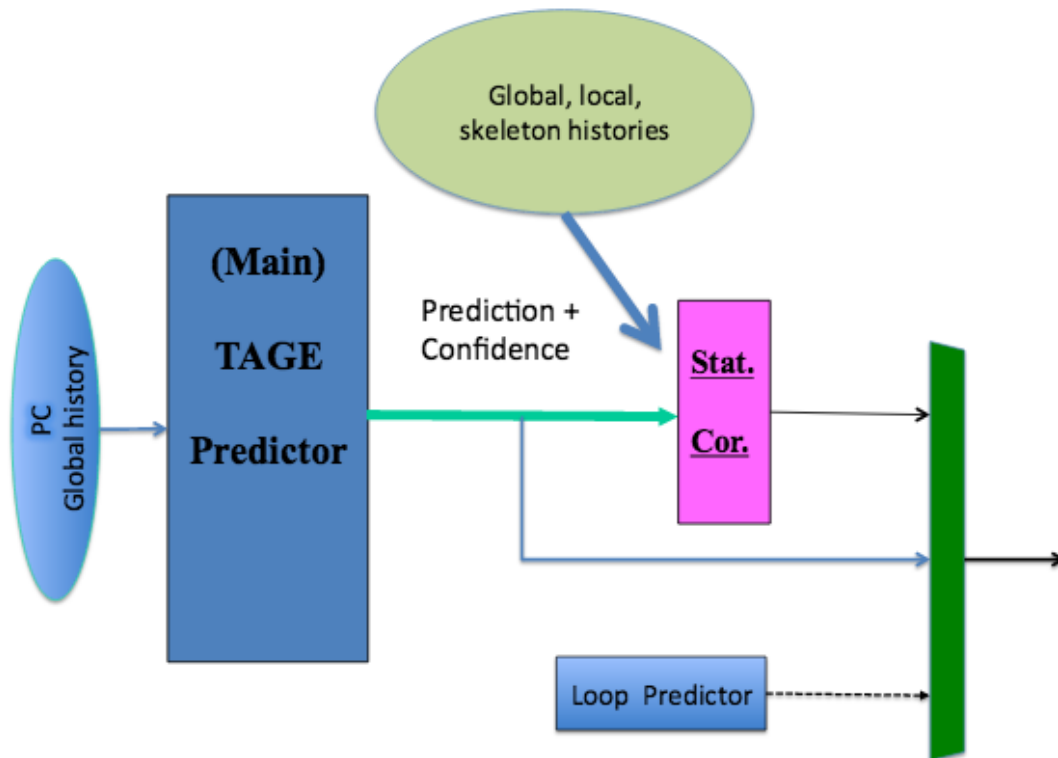 Global, local,
skeleton histories
(Main)
TAGE
Predictor
PC
Global history
Prediction +
Confidence
Stat.
Cor.
Loop Predictor